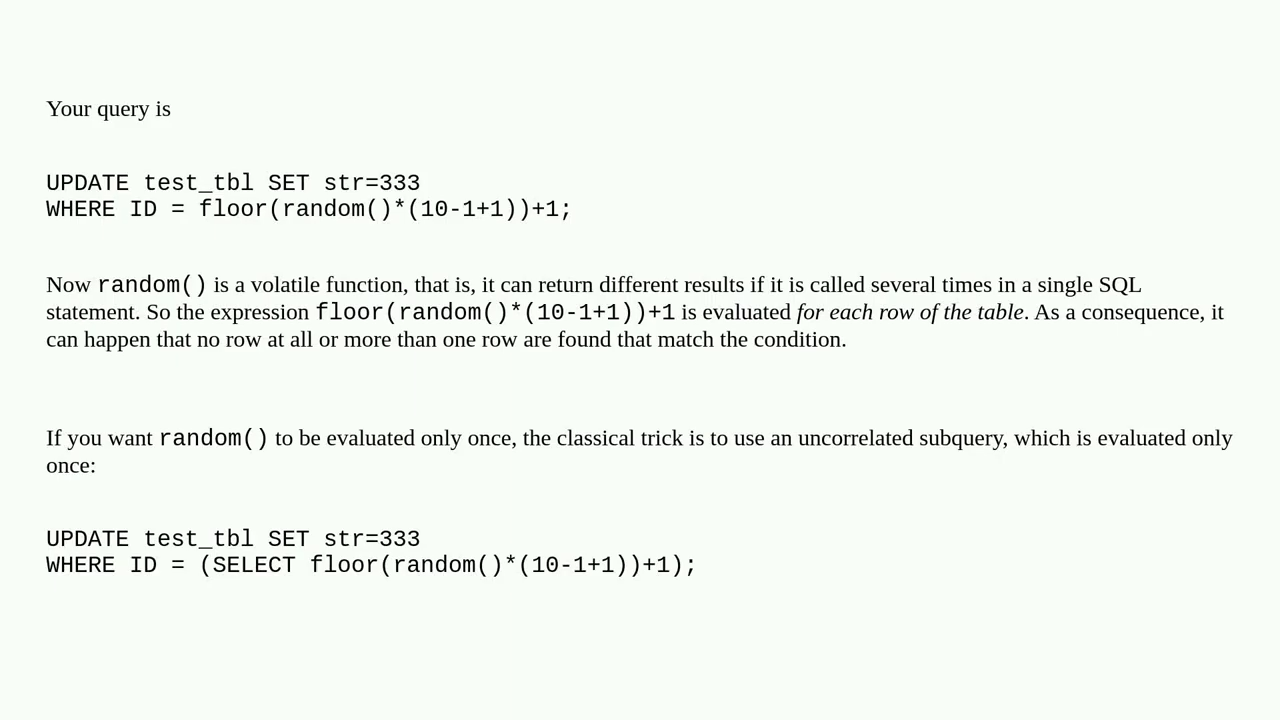 Your query is
UPDATE test_tbl SET str=333
WHERE ID = floor(random()*(10-1+1))+1;
Now random() is a volatile function, that is, it can return different results if it is called several times in a single SQL
statement. So the expression floor(random()*(10-1+1))+1 is evaluated for each row of the table. As a consequence, it
can happen that no row at all or more than one row are found that match the condition.
If you want random() to be evaluated only once, the classical trick is to use an uncorrelated subquery, which is evaluated only
once:
UPDATE test_tbl SET str=333
WHERE ID = (SELECT floor(random()*(10-1+1))+1);